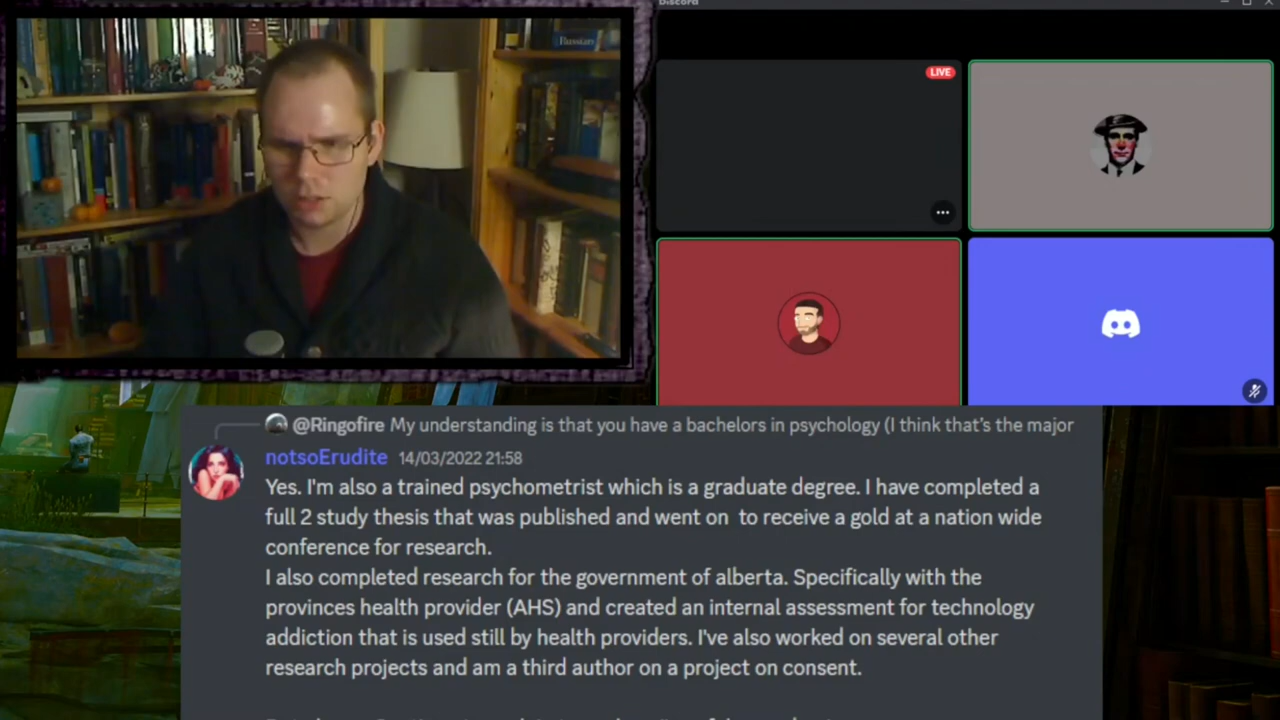 Discord
Russian
LIVE
@Ringofire My understanding is that you have a bachelors in psychology (I think that's the major
notsoErudite 14/03/2022 21:58
Yes. I'm also a trained psychometrist which is a graduate degree. I have completed a
full 2 study thesis that was published and went on to receive a gold at a nation wide
conference for research.
I also completed research for the government of alberta. Specifically with the
provinces health provider (AHS) and created an internal assessment for technology
addiction that is used still by health providers. I've also worked on several other
research projects and am a third author on a project on consent.